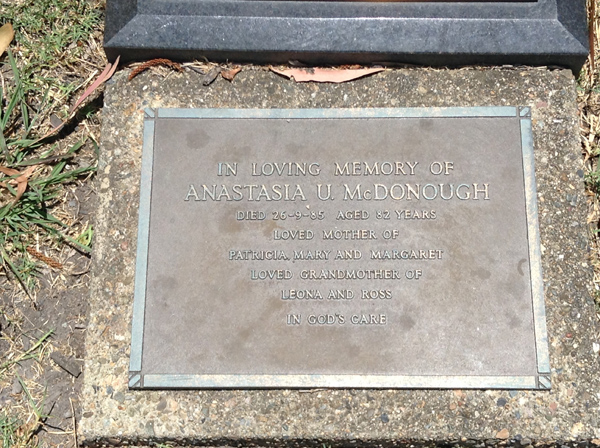 IN LOVING MEMORY OF
ANASTASIA U. McDONOUGH
DIED 26-9-85 AGED 82 YEARS
LOVED MOTHER OF
PATRICIA, MARY AND MARGARET
LOVED GRANDMOTHER OF
LEONA AND ROSS
IN GOD'S CARE